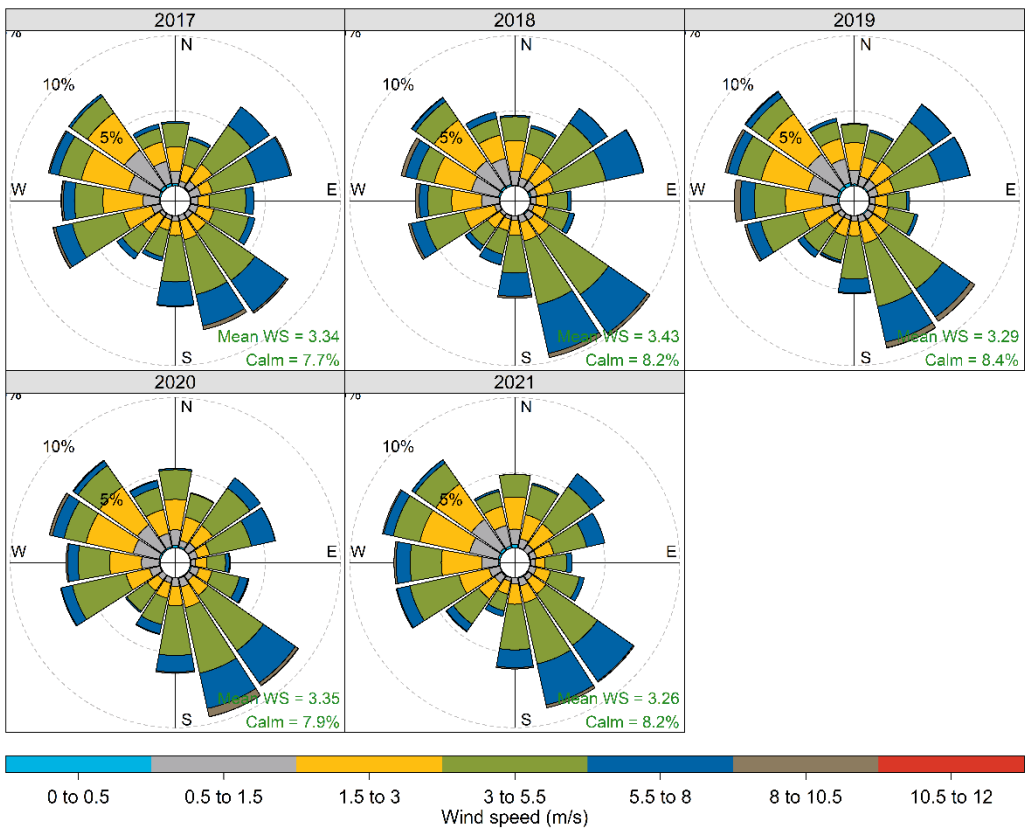 2017
2018
2019
%
N
10%
5%
W
E
S
Mean WS = 3.34
Calm = 7.7%
%
N
10%
5%
W
E
S
Mean WS = 3.43
Calm = 8.2%
%
N
10%
5%
W
E
S
Mean WS = 3.29
Calm = 8.4%
2020
2021
%
N
10%
5%
W
E
S
Mean WS = 3.35
Calm = 7.9%
%
N
10%
5%
W
E
S
Mean WS = 3.26
Calm = 8.2%
0 to 0.5
0.5 to 1.5
1.5 to 3
3 to 5.5
5.5 to 8
8 to 10.5
10.5 to 12
Wind speed (m/s)